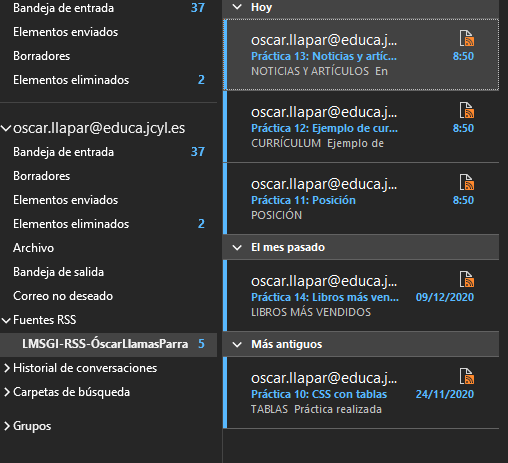 Bandeja de entrada 37
Elementos enviados
Borradores
Elementos eliminados 2
oscar.llapar@educa.jcyl.es
Bandeja de entrada 37
Borradores
Elementos enviados
Elementos eliminados 2
Archivo
Bandeja de salida
Correo no deseado
Fuentes RSS
LMSGI-RSS-ÓscarLlamasParra 5
Historial de conversaciones
Carpetas de búsqueda
Grupos
Hoy
oscar.llapar@educa.j...
Práctica 13: Noticias y artíc... 8:50
NOTICIAS Y ARTÍCULOS En
oscar.llapar@educa.j...
Práctica 12: Ejemplo de cur... 8:50
CURRÍCULUM Ejemplo de
oscar.llapar@educa.j...
Práctica 11: Posición 8:50
POSICIÓN
El mes pasado
oscar.llapar@educa.j...
Práctica 14: Libros más ven... 09/12/2020
LIBROS MÁS VENDIDOS
Más antiguos
oscar.llapar@educa.j...
Práctica 10: CSS con tablas 24/11/2020
TABLAS Práctica realizada